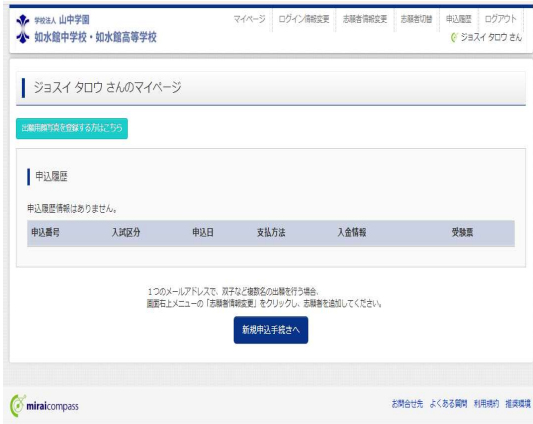 学校法人 山中学園
如水館中学校・如水館高等学校
マイページ ログイン情報変更 志願者情報変更 志願者切替 申込履歴 ログアウト
ジョスイ タロウ さん
ジョスイ タロウ さんのマイページ
出願用顔写真を登録する方はこちら
申込履歴
申込履歴情報はありません。
申込番号 入試区分 申込日 支払方法 入金情報 受験票
1つのメールアドレスで、双子など複数名の出願を行う場合、
画面右上メニューの「志願者情報変更」をクリックし、志願者を追加してください。
新規申込手続きへ
miraicompass
お問合せ先 よくある質問 利用規約 推奨環境